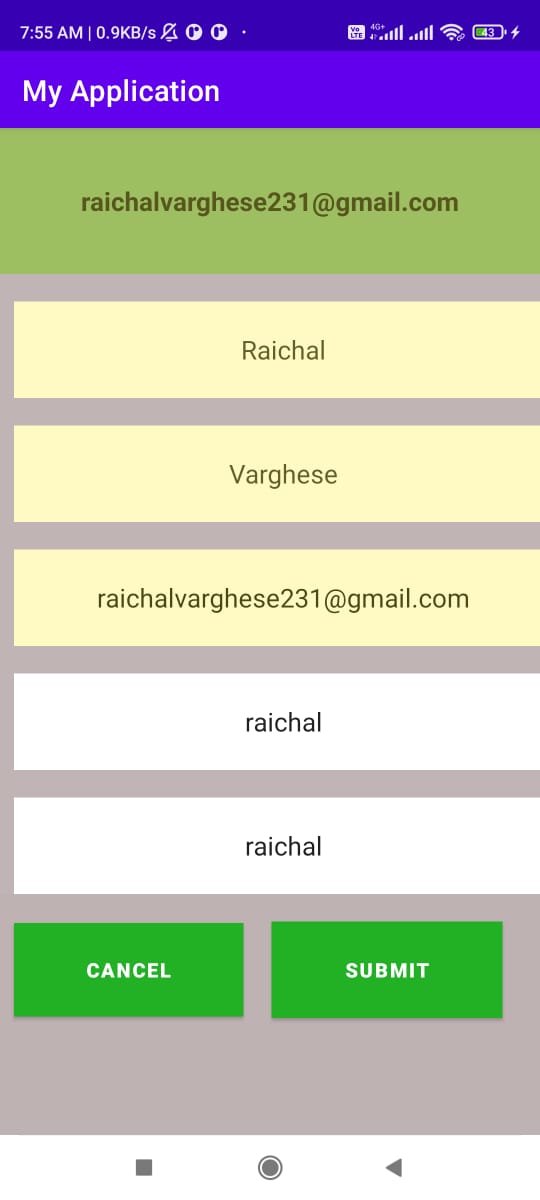 7:55 AM | 0.9KB/s Vo LTE 4G+ 43
My Application
raichalvarghese231@gmail.com
Raichal
Varghese
raichalvarghese231@gmail.com
raichal
raichal
CANCEL SUBMIT